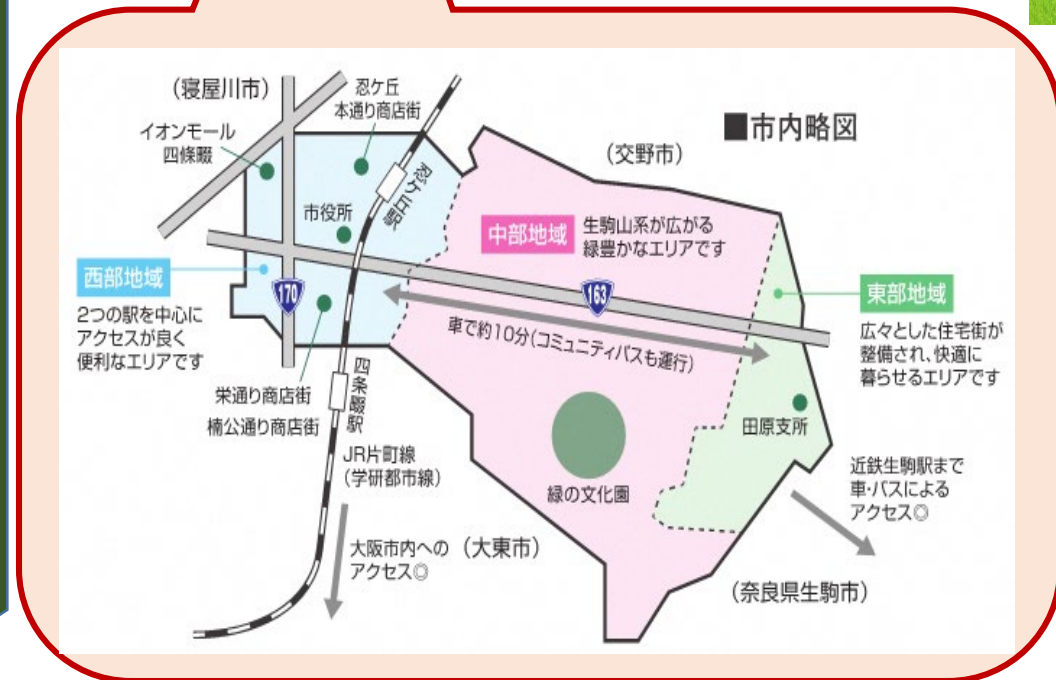 ■市内略図
(寝屋川市)
イオンモール
四條畷
忍ケ丘
本通り商店街
忍ケ丘駅
市役所
(交野市)
中部地域
生駒山系が広がる
緑豊かなエリアです
西部地域
2つの駅を中心に
アクセスが良く
便利なエリアです
170
163
東部地域
広々とした住宅街が
整備され、快適に
暮らせるエリアです
車で約10分(コミュニティバスも運行)
栄通り商店街
楠公通り商店街
四条畷駅
JR片町線
(学研都市線)
緑の文化園
田原支所
近鉄生駒駅まで
車・バスによる
アクセス◎
大阪市内への
アクセス◎
(大東市)
(奈良県生駒市)